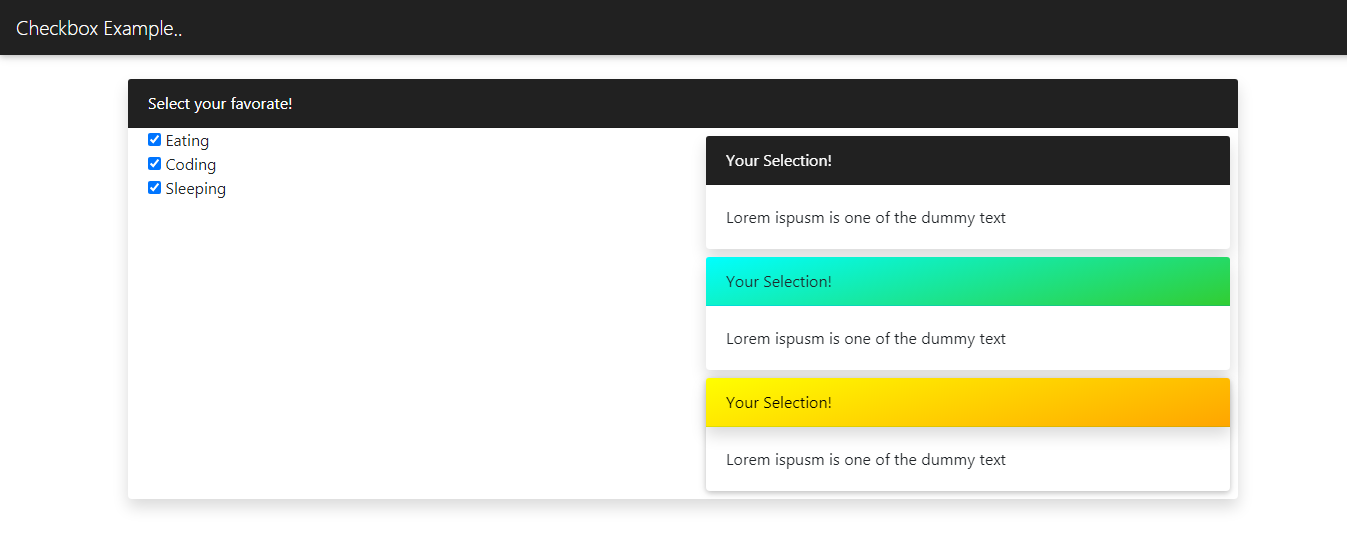 Checkbox Example..
Select your favorate!
Eating
Coding
Sleeping
Your Selection!
Lorem ispusm is one of the dummy text
Your Selection!
Lorem ispusm is one of the dummy text
Your Selection!
Lorem ispusm is one of the dummy text